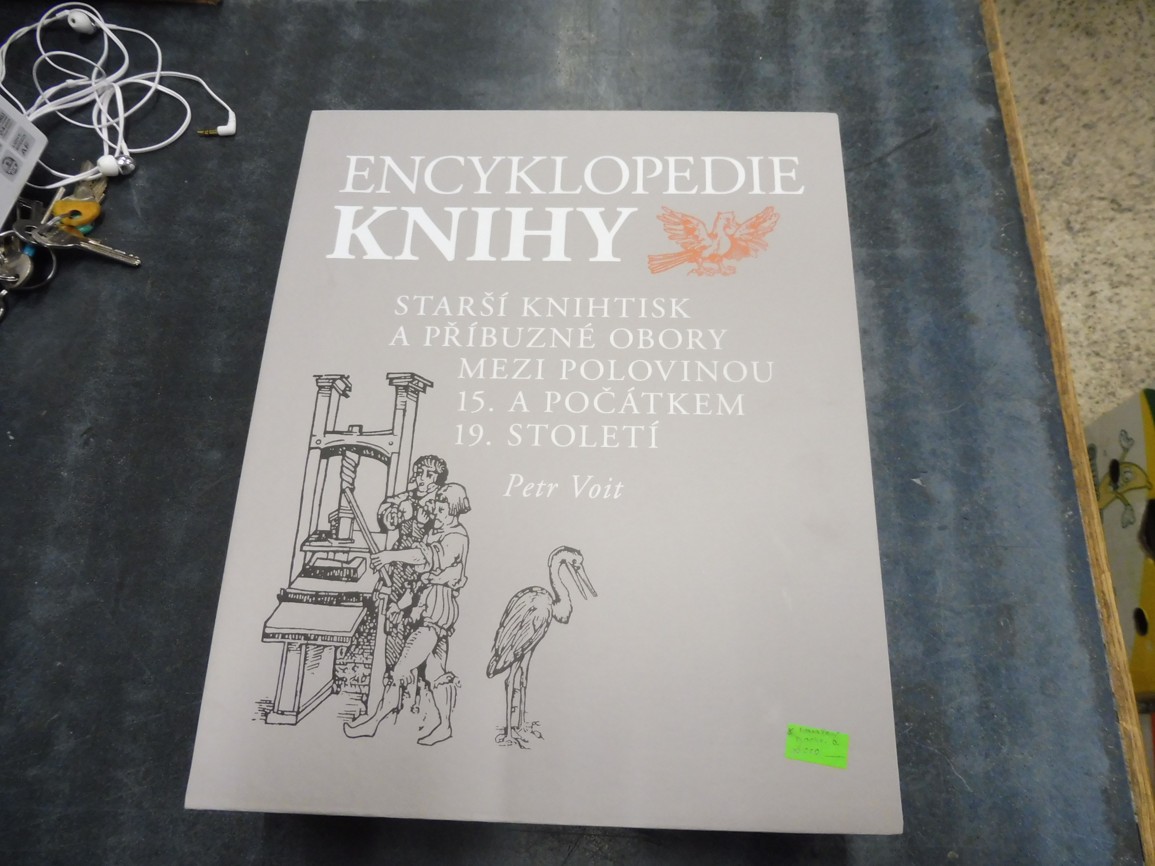 ENCYKLOPEDIE
KNIHY
STARŠÍ KNIHTISK
A PŘÍBUZNÉ OBORY
MEZI POLOVINOU
15. A POČÁTKEM
19. STOLETÍ
Petr Voit